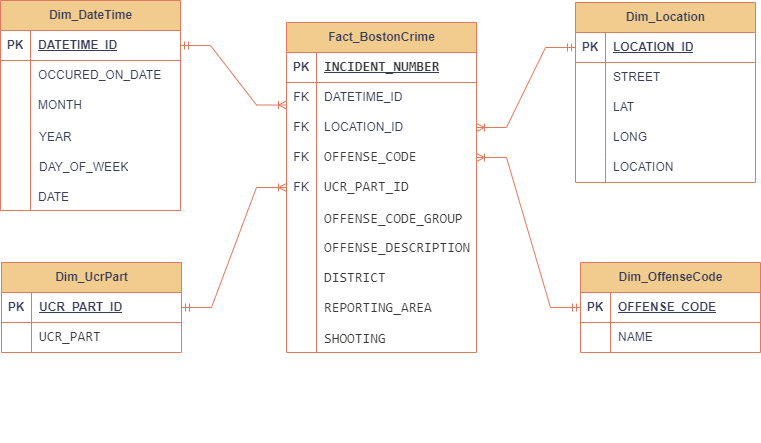 Dim_DateTime
PK DATETIME_ID
OCCURED_ON_DATE
MONTH
YEAR
DAY_OF_WEEK
DATE
Fact_BostonCrime
PK INCIDENT_NUMBER
FK DATETIME_ID
FK LOCATION_ID
FK OFFENSE_CODE
FK UCR_PART_ID
OFFENSE_CODE_GROUP
OFFENSE_DESCRIPTION
DISTRICT
REPORTING_AREA
SHOOTING
Dim_Location
PK LOCATION_ID
STREET
LAT
LONG
LOCATION
Dim_UcrPart
PK UCR_PART_ID
UCR_PART
Dim_OffenseCode
PK OFFENSE_CODE
NAME